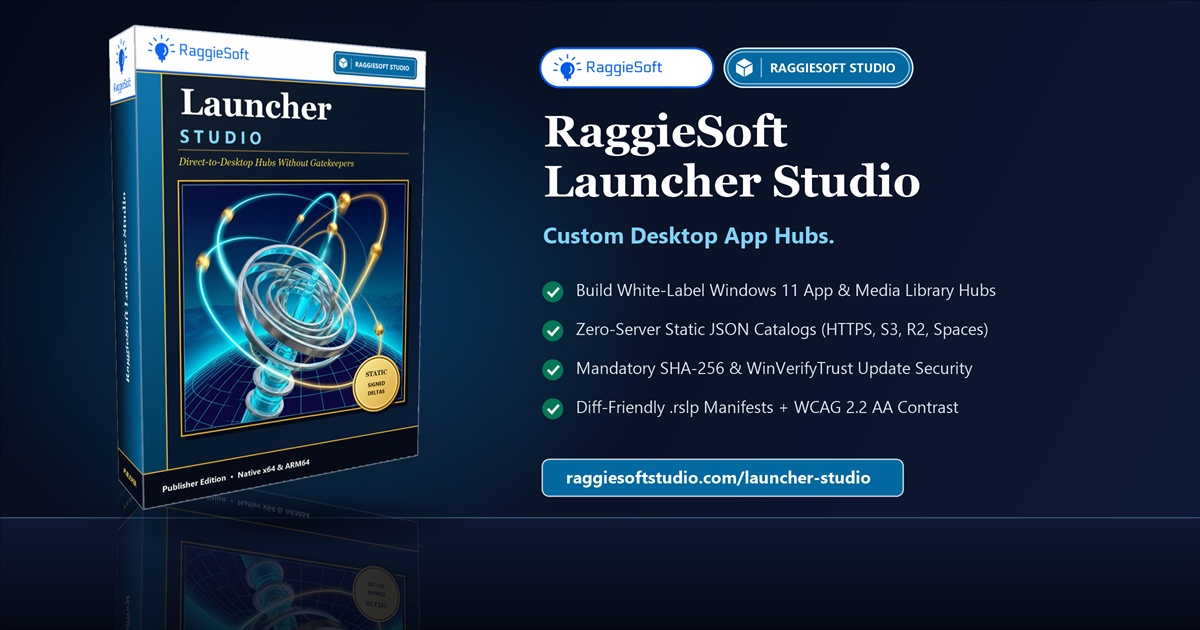 RaggieSoft
RAGGIESOFT STUDIO
Launcher
STUDIO
Direct-to-Desktop Hubs Without Gatekeepers
STATIC
SIGNED
DELTAS
Publisher Edition • Native x64 & ARM64
RaggieSoft
RaggieSoft Launcher Studio
RaggieSoft
RAGGIESOFT STUDIO
RaggieSoft
Launcher Studio
Custom Desktop App Hubs.
Build White-Label Windows 11 App & Media Library Hubs
Zero-Server Static JSON Catalogs (HTTPS, S3, R2, Spaces)
Mandatory SHA-256 & WinVerifyTrust Update Security
Diff-Friendly .rslp Manifests + WCAG 2.2 AA Contrast
raggiesoftstudio.com/launcher-studio